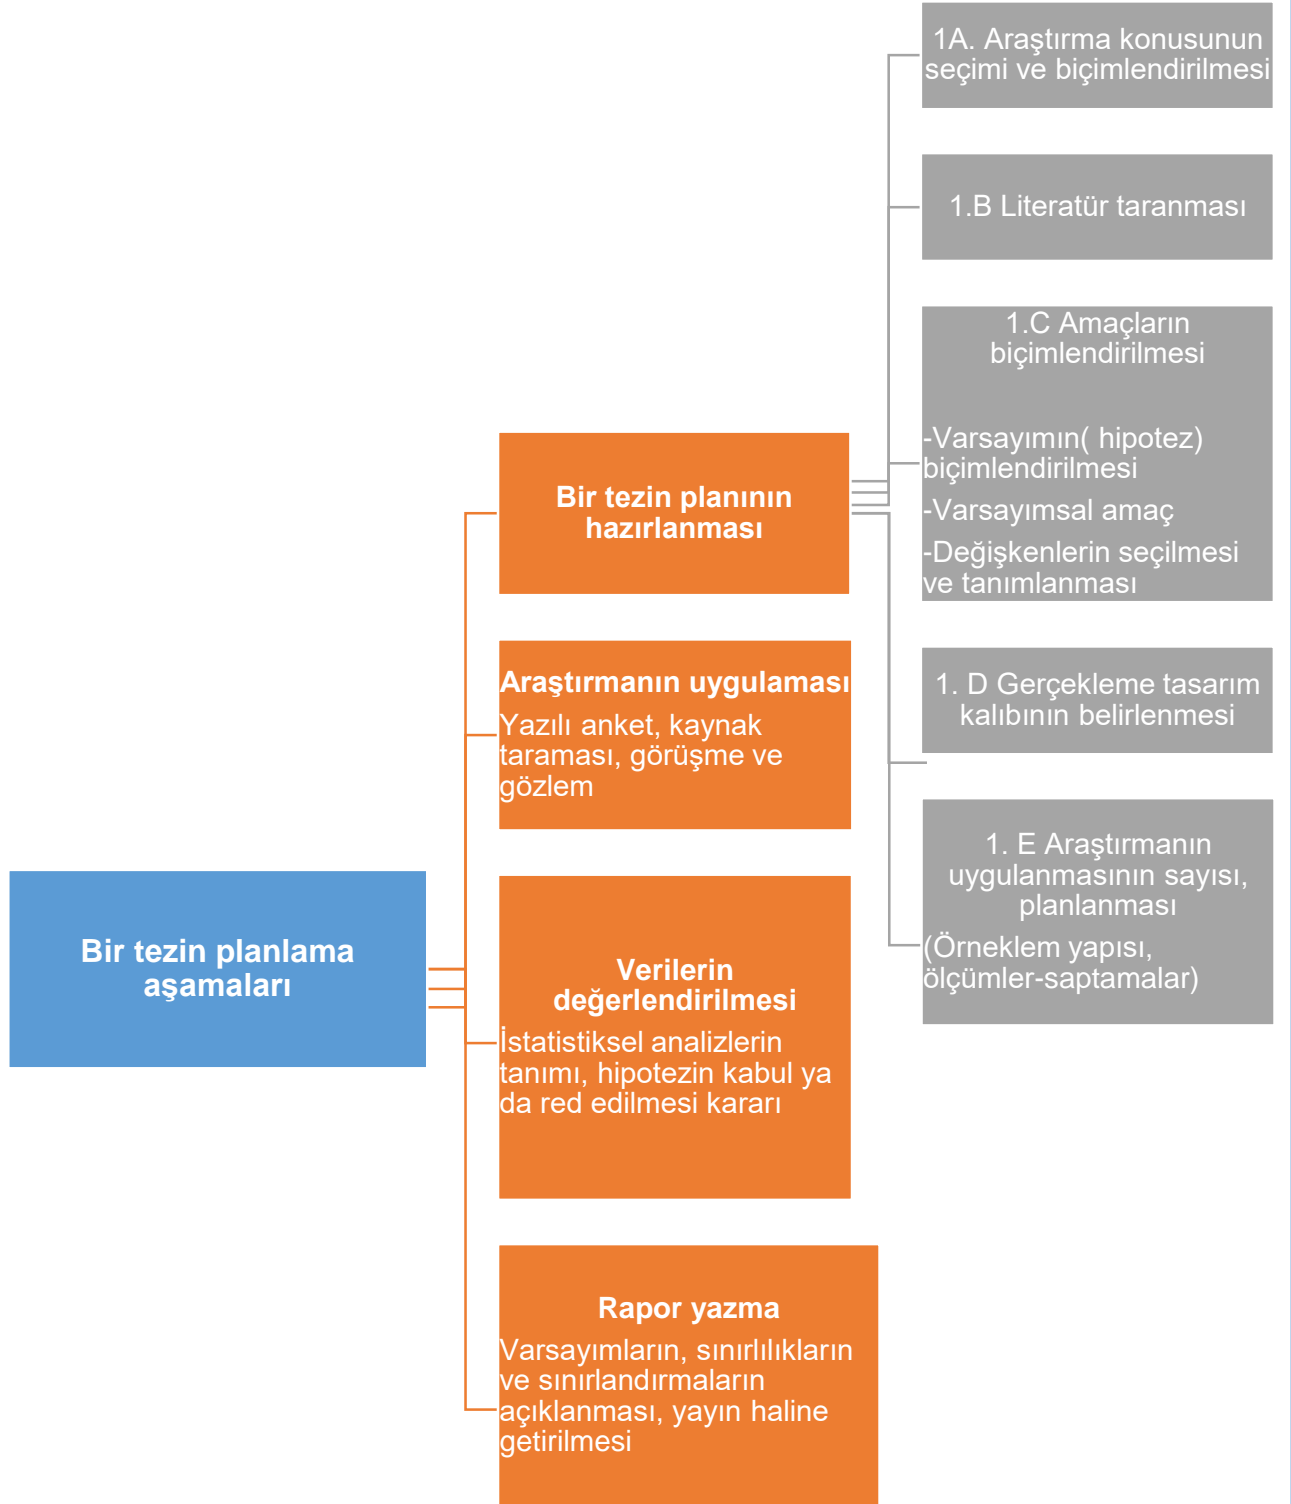 Bir tezin planlama
aşamaları
Bir tezin planının
hazırlanması
Araştırmanın uygulaması
Yazılı anket, kaynak
taraması, görüşme ve
gözlem
Verilerin
değerlendirilmesi
İstatistiksel analizlerin
tanımı, hipotezin kabul ya
da red edilmesi kararı
Rapor yazma
Varsayımların, sınırlılıkların
ve sınırlandırmaların
açıklanması, yayın haline
getirilmesi
1A. Araştırma konusunun
seçimi ve biçimlendirilmesi
1.B Literatür taranması
1.C Amaçların
biçimlendirilmesi
-Varsayımın( hipotez)
biçimlendirilmesi
-Varsayımsal amaç
-Değişkenlerin seçilmesi
ve tanımlanması
1. D Gerçekleme tasarım
kalıbının belirlenmesi
1. E Araştırmanın
uygulanmasının sayısı,
planlanması
(Örneklem yapısı,
ölçümler-saptamalar)